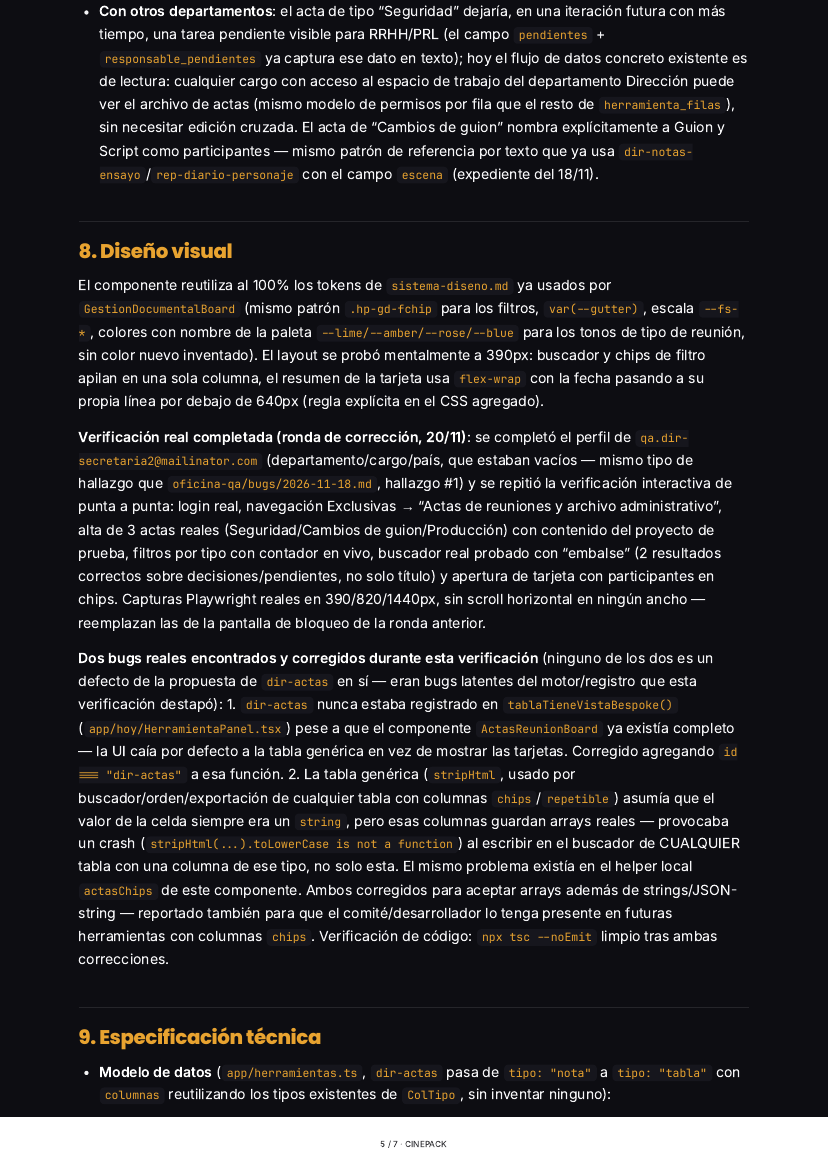 • Con otros departamentos: el acta de tipo “Seguridad” dejaría, en una iteración futura con más
tiempo, una tarea pendiente visible para RRHH/PRL (el campo pendientes +
responsable_pendientes ya captura ese dato en texto); hoy el flujo de datos concreto existente es
de lectura: cualquier cargo con acceso al espacio de trabajo del departamento Dirección puede
ver el archivo de actas (mismo modelo de permisos por fila que el resto de herramienta_filas ),
sin necesitar edición cruzada. El acta de “Cambios de guion” nombra explícitamente a Guion y
Script como participantes — mismo patrón de referencia por texto que ya usa dir-notas-
ensayo / rep-diario-personaje con el campo escena (expediente del 18/11).
8. Diseño visual
El componente reutiliza al 100% los tokens de sistema-diseno.md ya usados por
GestionDocumentalBoard (mismo patrón .hp-gd-fchip para los filtros, var(--gutter) , escala --fs-
* , colores con nombre de la paleta --lime/--amber/--rose/--blue para los tonos de tipo de reunión,
sin color nuevo inventado). El layout se probó mentalmente a 390px: buscador y chips de filtro
apilan en una sola columna, el resumen de la tarjeta usa flex-wrap con la fecha pasando a su
propia línea por debajo de 640px (regla explícita en el CSS agregado).
Verificación real completada (ronda de corrección, 20/11): se completó el perfil de qa.dir-
secretaria2@mailinator.com (departamento/cargo/país, que estaban vacíos — mismo tipo de
hallazgo que oficina-qa/bugs/2026-11-18.md , hallazgo #1) y se repitió la verificación interactiva de
punta a punta: login real, navegación Exclusivas → “Actas de reuniones y archivo administrativo”,
alta de 3 actas reales (Seguridad/Cambios de guion/Producción) con contenido del proyecto de
prueba, filtros por tipo con contador en vivo, buscador real probado con “embalse” (2 resultados
correctos sobre decisiones/pendientes, no solo título) y apertura de tarjeta con participantes en
chips. Capturas Playwright reales en 390/820/1440px, sin scroll horizontal en ningún ancho —
reemplazan las de la pantalla de bloqueo de la ronda anterior.
Dos bugs reales encontrados y corregidos durante esta verificación (ninguno de los dos es un
defecto de la propuesta de dir-actas en sí — eran bugs latentes del motor/registro que esta
verificación destapó): 1. dir-actas nunca estaba registrado en tablaTieneVistaBespoke()
( app/hoy/HerramientaPanel.tsx ) pese a que el componente ActasReunionBoard ya existía completo
— la UI caía por defecto a la tabla genérica en vez de mostrar las tarjetas. Corregido agregando id
=== "dir-actas" a esa función. 2. La tabla genérica ( stripHtml , usado por
buscador/orden/exportación de cualquier tabla con columnas chips / repetible ) asumía que el
valor de la celda siempre era un string , pero esas columnas guardan arrays reales — provocaba
un crash ( stripHtml(...).toLowerCase is not a function ) al escribir en el buscador de CUALQUIER
tabla con una columna de ese tipo, no solo esta. El mismo problema existía en el helper local
actasChips de este componente. Ambos corregidos para aceptar arrays además de strings/JSON-
string — reportado también para que el comité/desarrollador lo tenga presente en futuras
herramientas con columnas chips . Verificación de código: npx tsc --noEmit limpio tras ambas
correcciones.
9. Especificación técnica
• Modelo de datos ( app/herramientas.ts , dir-actas pasa de tipo: "nota" a tipo: "tabla" con
columnas reutilizando los tipos existentes de ColTipo , sin inventar ninguno):
5 / 7 · CINEPACK